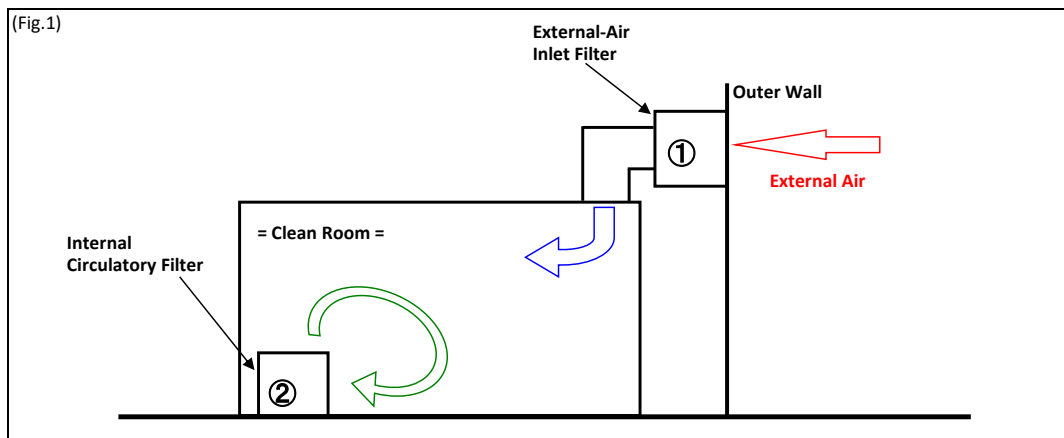 (Fig.1)
External-Air
Inlet Filter
Outer Wall
①
External Air
= Clean Room =
Internal
Circulatory Filter
②